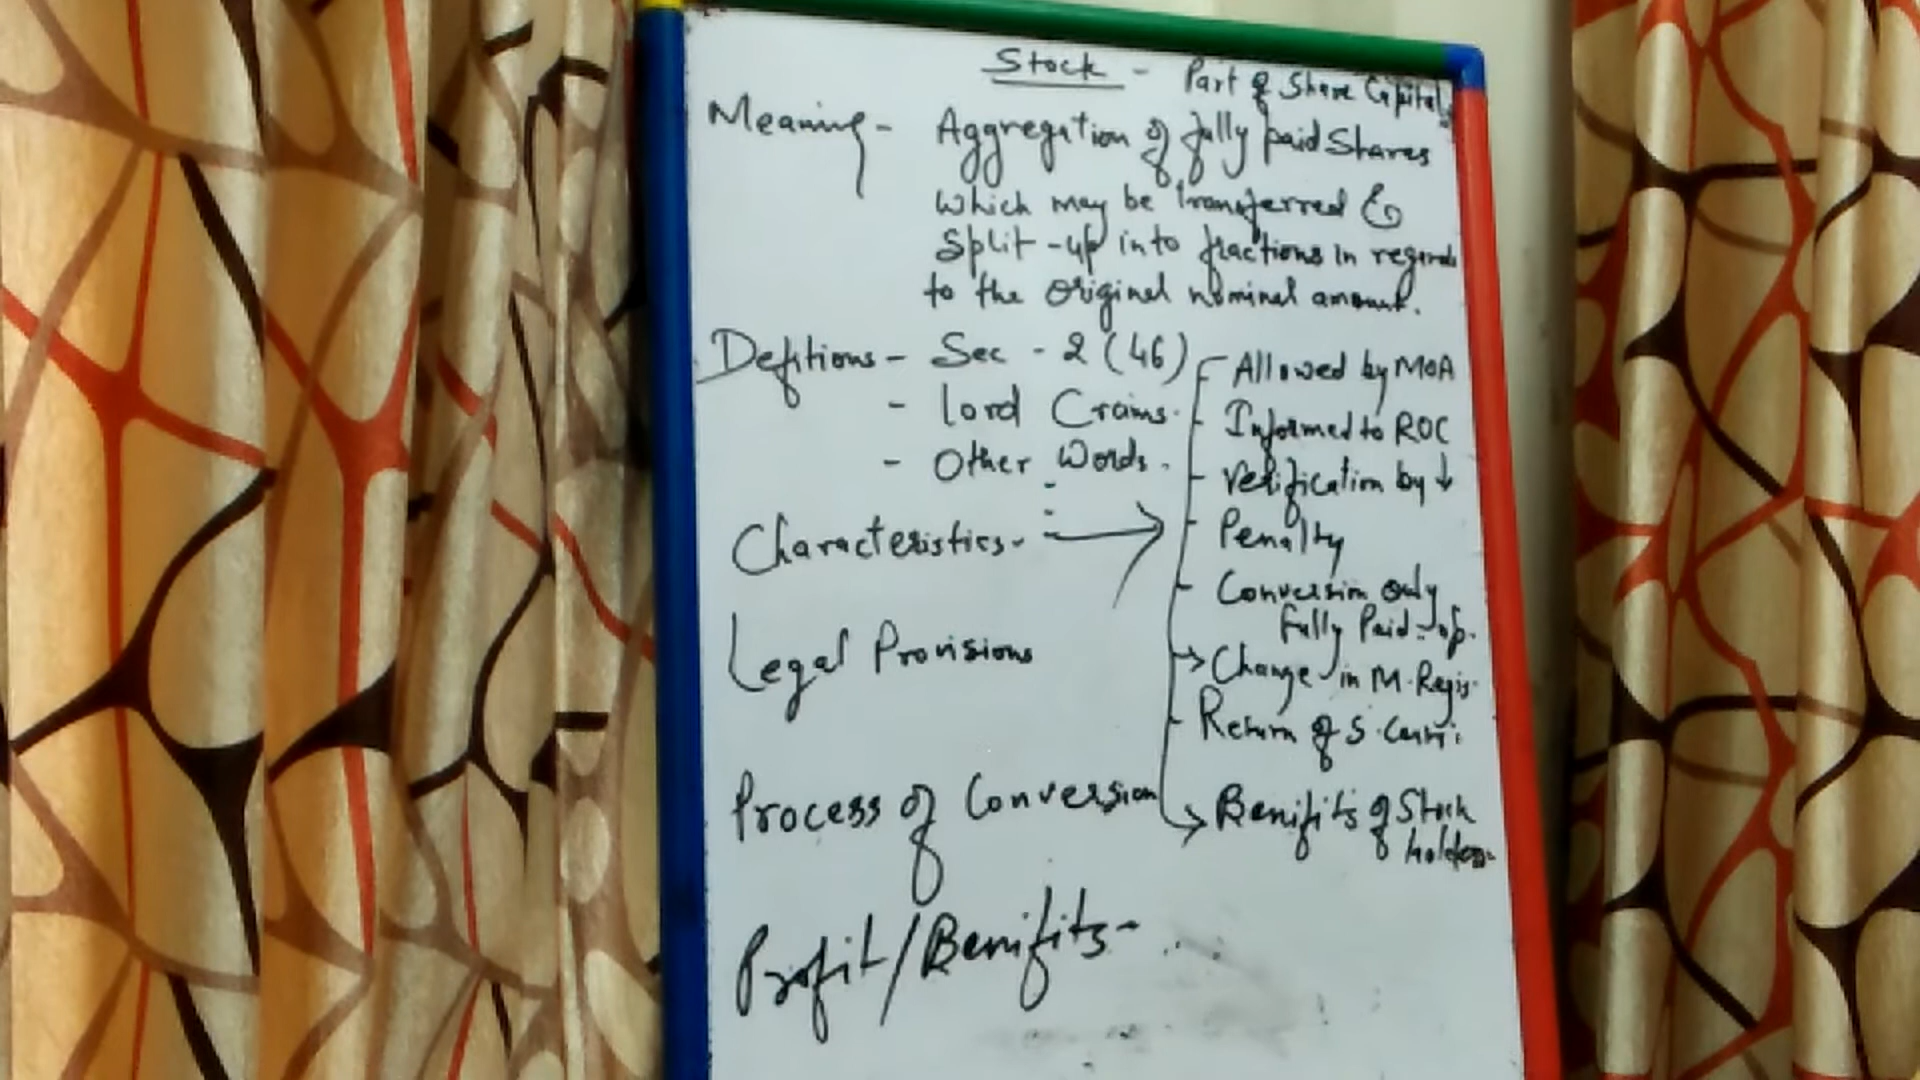 Stock - Part of Share Capital
Meaning - Aggregation of fully paid Shares
Which may be transferred &
Split-up into fractions in regards
to the original nominal amount.
Defitions - Sec - 2 (46)
- Lord Crains.
- Other Words.
Characteristics.
Legal Provisions
Process of Conversion
Profit/Benifits-
Allowed by MOA
Informed to ROC
Verification by ↓
Penalty
Conversion only
fully Paid-up.
Change in M.Regis.
Return of S.
Benifits of Stock
holders